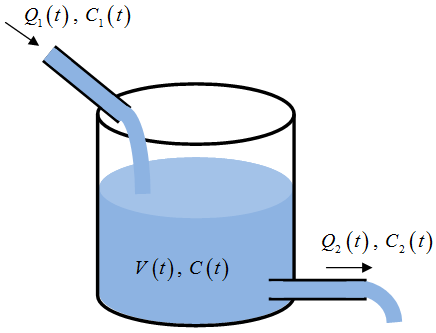 Q₁(t), C₁(t)
Q₂(t), C₂(t)
V(t), C(t)